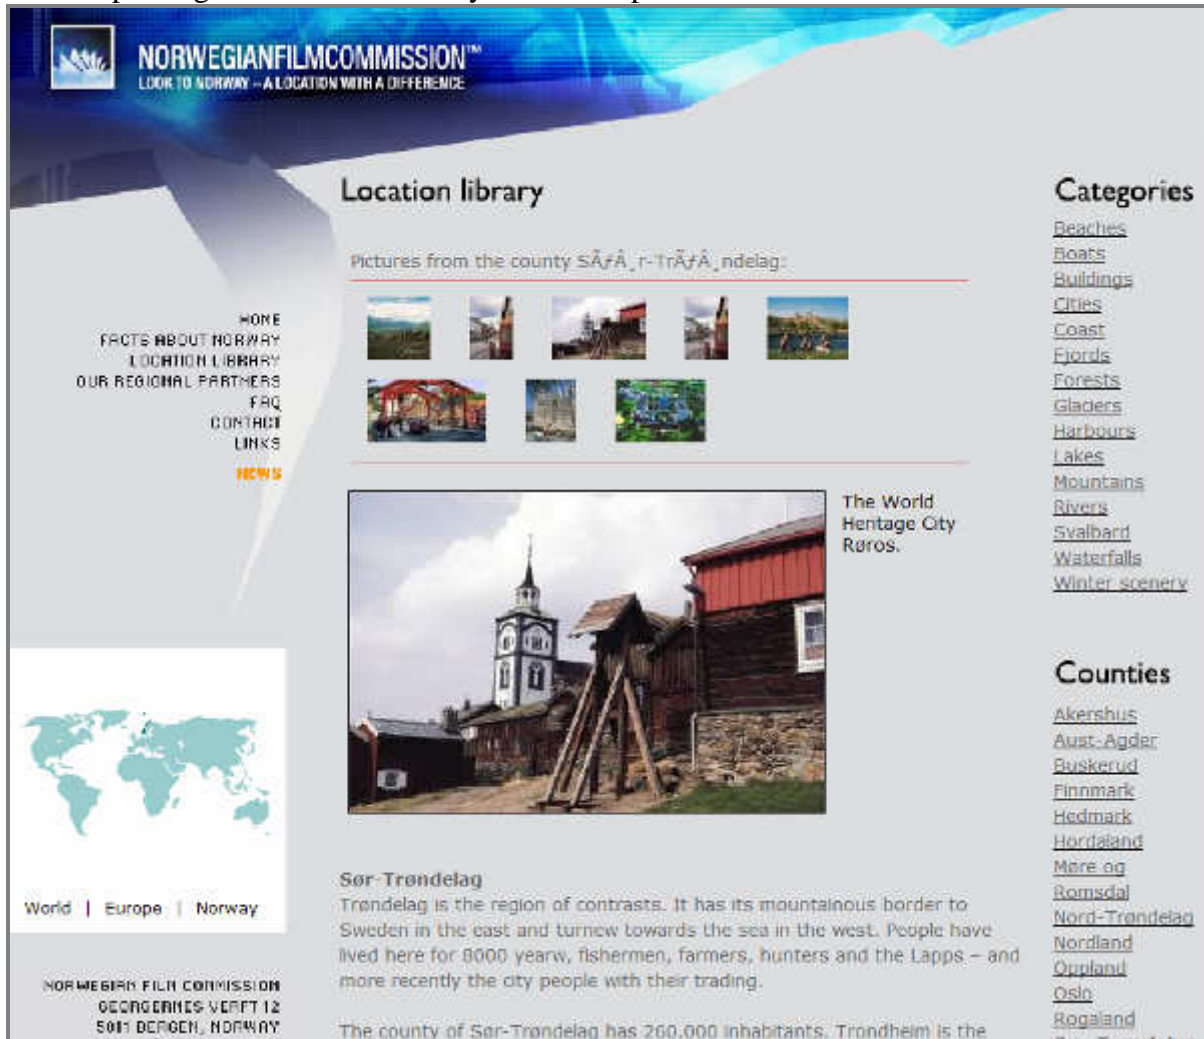 NORWEGIANFILMCOMMISSION™
LOOK TO NORWAY – A LOCATION WITH A DIFFERENCE
HOME
FACTS ABOUT NORWAY
LOCATION LIBRARY
OUR REGIONAL PARTNERS
FAQ
CONTACT
LINKS
NEWS
World | Europe | Norway
NORWEGIAN FILM COMMISSION
GEORGERNES VERFT 12
5011 BERGEN, NORWAY
Location library
Pictures from the county SÃƒÂ¸r-TrÃƒÂ¸ndelag:
The World
Heritage City
Røros.
Sør-Trøndelag
Trøndelag is the region of contrasts. It has its mountainous border to
Sweden in the east and turnew towards the sea in the west. People have
lived here for 8000 yearw, fishermen, farmers, hunters and the Lapps – and
more recently the city people with their trading.
The county of Sør-Trøndelag has 260.000 inhabitants. Trondheim is the
Categories
Beaches
Boats
Buildings
Cities
Coast
Fjords
Forests
Glaciers
Harbours
Lakes
Mountains
Rivers
Svalbard
Waterfalls
Winter scenery
Counties
Akershus
Aust-Agder
Buskerud
Finnmark
Hedmark
Hordaland
Møre og
Romsdal
Nord-Trøndelag
Nordland
Oppland
Oslo
Rogaland